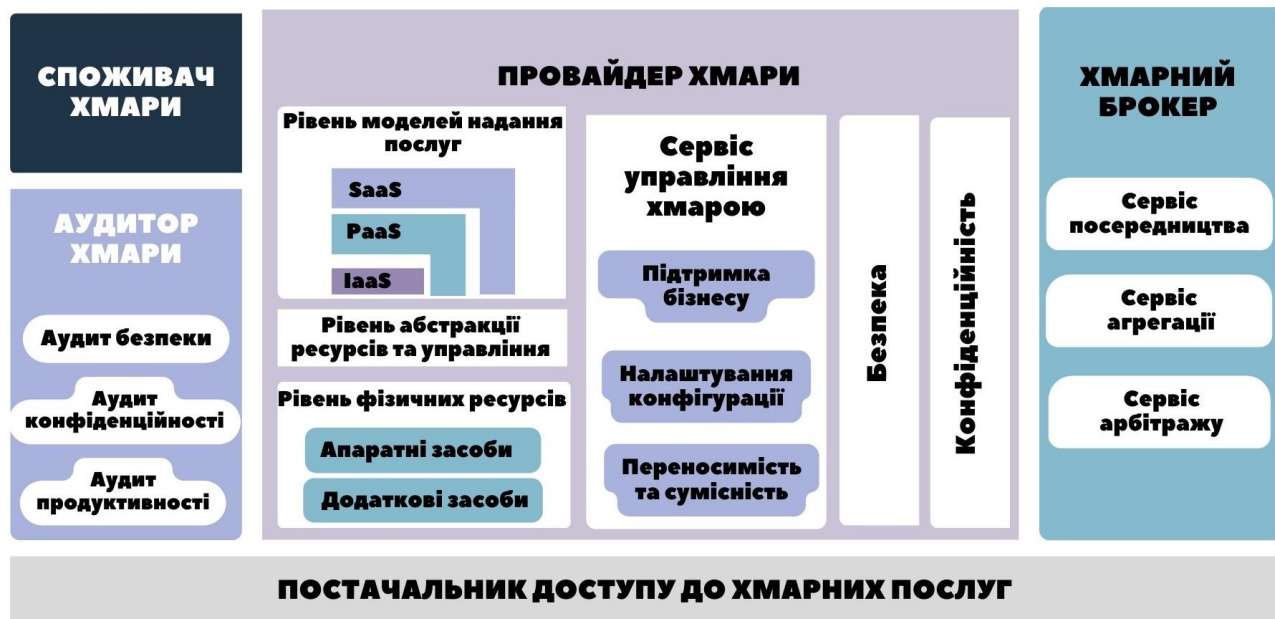 СПОЖИВАЧ
ХМАРИ
АУДИТОР
ХМАРИ
Аудит безпеки
Аудит
конфіденційності
Аудит
продуктивності
ПРОВАЙДЕР ХМАРИ
Рівень моделей надання
послуг
SaaS
PaaS
IaaS
Рівень абстракції
ресурсів та управління
Рівень фізичних ресурсів
Апаратні засоби
Додаткові засоби
Сервіс
управління
хмарою
Підтримка
бізнесу
Налаштування
конфігурації
Переносимість
та сумісність
Безпека
Конфіденційність
ХМАРНИЙ
БРОКЕР
Сервіс
посередництва
Сервіс
агрегації
Сервіс
арбітражу
ПОСТАЧАЛЬНИК ДОСТУПУ ДО ХМАРНИХ ПОСЛУГ